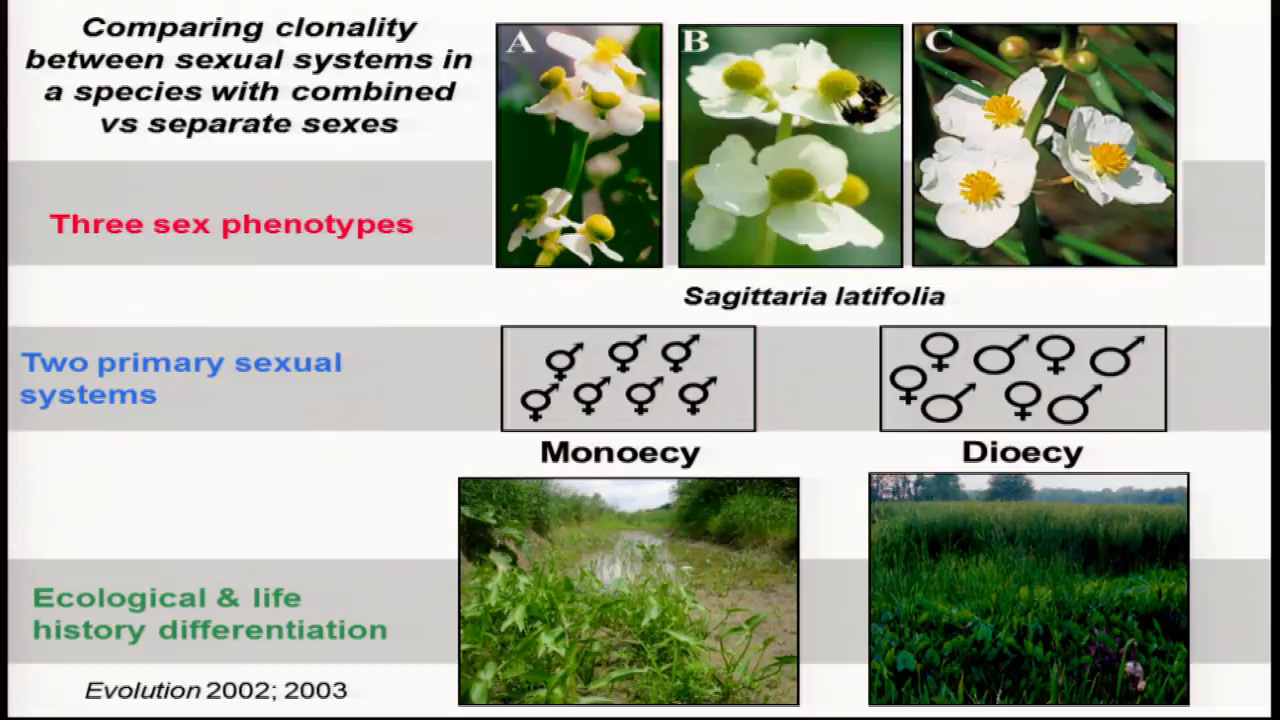 Comparing clonality
between sexual systems in
a species with combined
vs separate sexes
A
B
C
Three sex phenotypes
Sagittaria latifolia
Two primary sexual
systems
Monoecy
Dioecy
Ecological & life
history differentiation
Evolution 2002; 2003